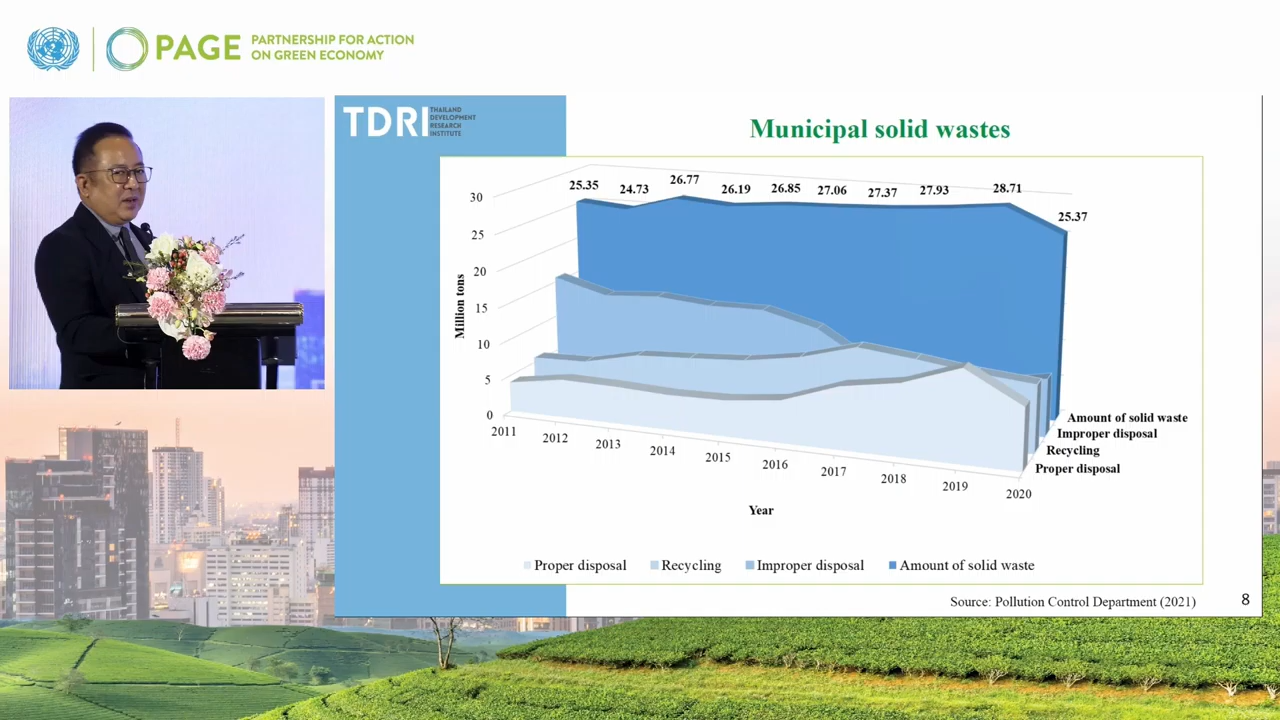 PAGE
PARTNERSHIP FOR ACTION
ON GREEN ECONOMY
TDRI
THAILAND
DEVELOPMENT
RESEARCH
INSTITUTE
Municipal solid wastes
25.35 24.73 26.77 26.19 26.85 27.06 27.37 27.93 28.71 25.37
30
25
20
15
10
5
0
Million tons
2011 2012 2013 2014 2015 2016 2017 2018 2019 2020
Year
Amount of solid waste
Improper disposal
Recycling
Proper disposal
Proper disposal Recycling Improper disposal Amount of solid waste
Source: Pollution Control Department (2021)
8